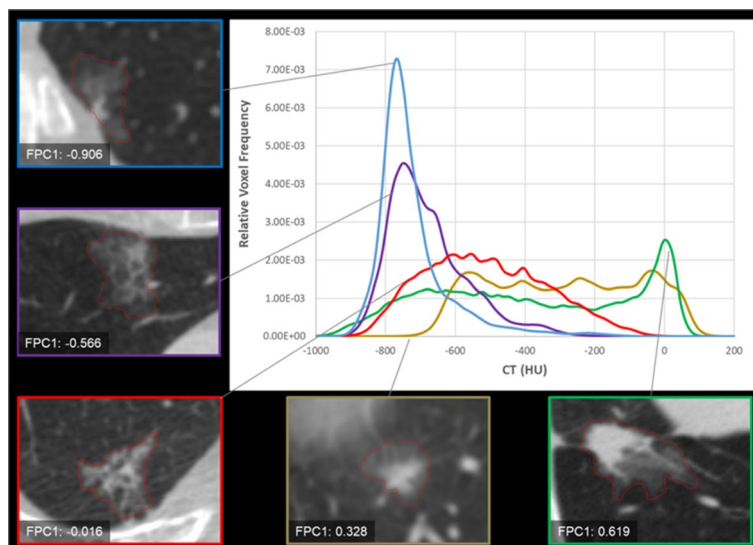 FPC1: -0.906
FPC1: -0.566
FPC1: -0.016
FPC1: 0.328
FPC1: 0.619
Relative Voxel Frequency
8.00E-03
7.00E-03
6.00E-03
5.00E-03
4.00E-03
3.00E-03
2.00E-03
1.00E-03
0.00E+00
-1000 -800 -600 -400 -200 0 200
CT (HU)